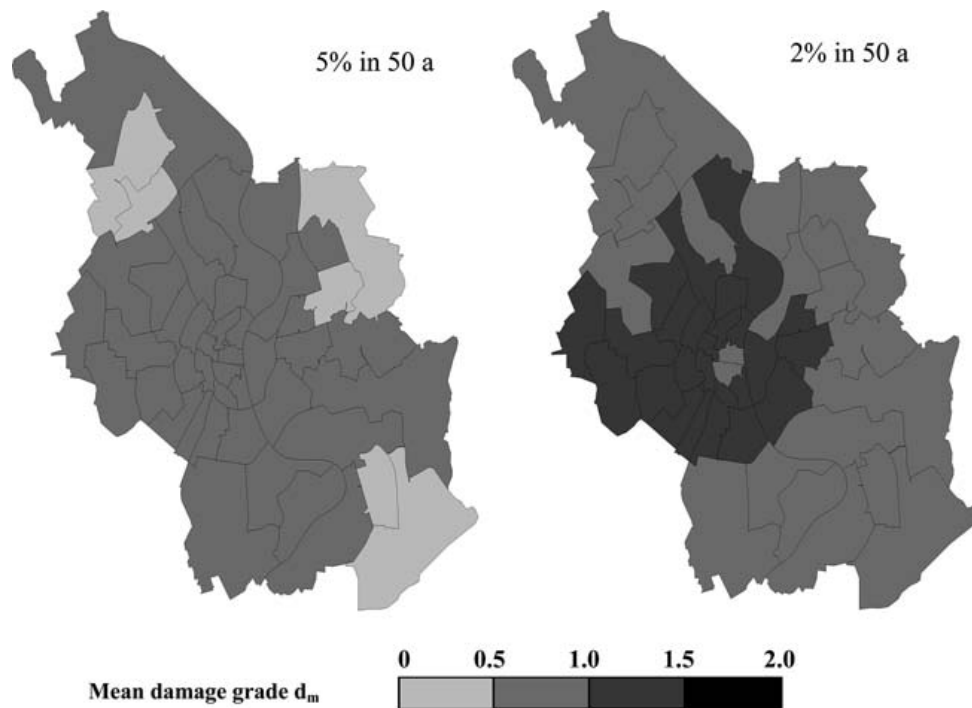 5% in 50 a
2% in 50 a
0 0.5 1.0 1.5 2.0
Mean damage grade dₘ